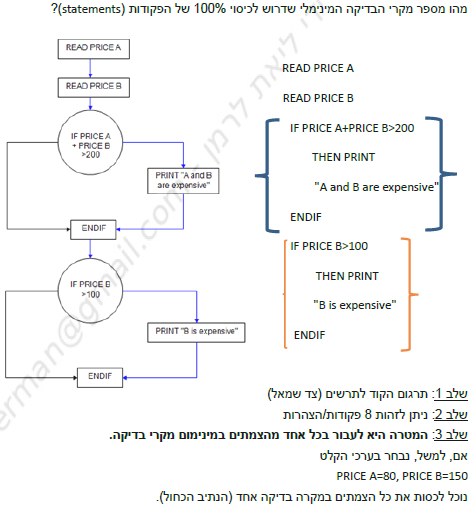 מהו מספר מקרי הבדיקה המינימלי שדרוש לכיסוי 100% של הפקודות (statements)?
READ PRICE A
READ PRICE B
IF PRICE A
+ PRICE B
>200
PRINT "A and B
are expensive"
ENDIF
IF PRICE B
>100
PRINT "B is expensive"
ENDIF
READ PRICE A
READ PRICE B
IF PRICE A+PRICE B>200
THEN PRINT
"A and B are expensive"
ENDIF
IF PRICE B>100
THEN PRINT
"B is expensive"
ENDIF
שלב 1: תרגום הקוד לתרשים (צד שמאל)
שלב 2: ניתן לזהות 8 פקודות/הצהרות
שלב 3: המטרה היא לעבור בכל אחד מהצמתים במינימום מקרי בדיקה.
אם, למשל, נבחר בערכי הקלט
PRICE A=80, PRICE B=150
נוכל לכסות את כל הצמתים במקרה בדיקה אחד (הנתיב הכחול).
ליאת לרמן
erman@gmail.com